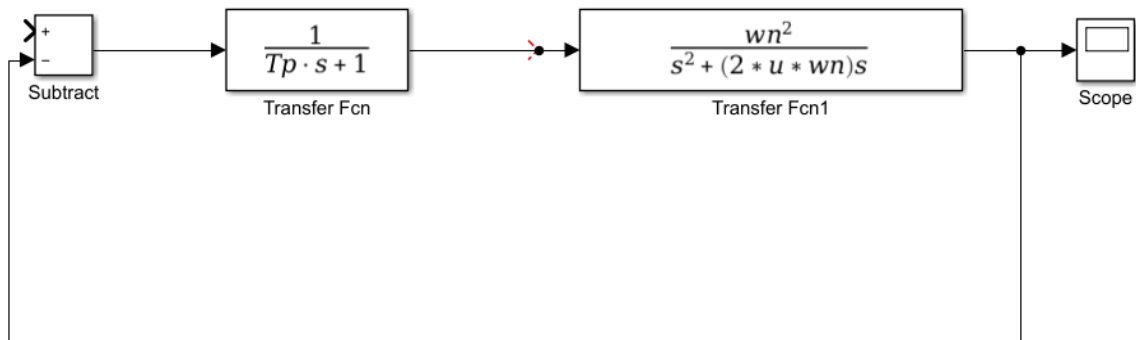 +
−
Subtract
1
Tp · s + 1
Transfer Fcn
wn²
s² + (2 * u * wn)s
Transfer Fcn1
Scope